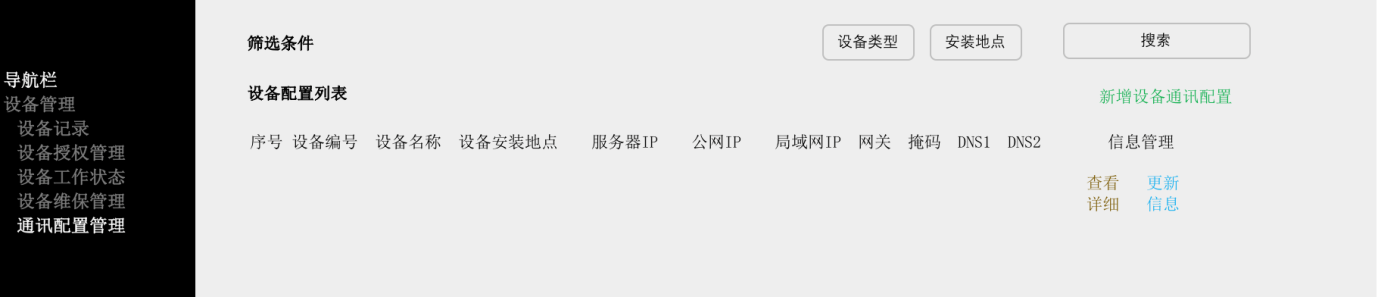 导航栏
设备管理
设备记录
设备授权管理
设备工作状态
设备维保管理
通讯配置管理
筛选条件 设备类型 安装地点 搜索
设备配置列表 新增设备通讯配置
序号 设备编号 设备名称 设备安装地点 服务器IP 公网IP 局域网IP 网关 掩码 DNS1 DNS2 信息管理
查看 更新
详细 信息